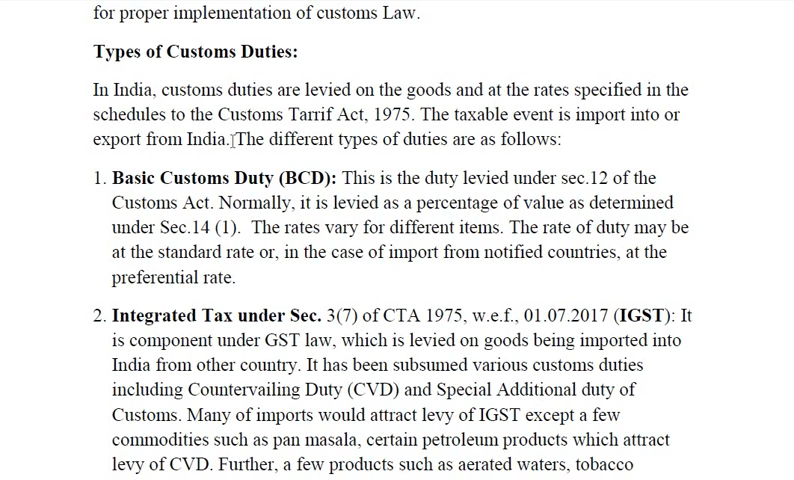 for proper implementation of customs Law.
Types of Customs Duties:
In India, customs duties are levied on the goods and at the rates specified in the
schedules to the Customs Tarrif Act, 1975. The taxable event is import into or
export from India. The different types of duties are as follows:
1. Basic Customs Duty (BCD): This is the duty levied under sec.12 of the
Customs Act. Normally, it is levied as a percentage of value as determined
under Sec.14 (1). The rates vary for different items. The rate of duty may be
at the standard rate or, in the case of import from notified countries, at the
preferential rate.
2. Integrated Tax under Sec. 3(7) of CTA 1975, w.e.f., 01.07.2017 (IGST): It
is component under GST law, which is levied on goods being imported into
India from other country. It has been subsumed various customs duties
including Countervailing Duty (CVD) and Special Additional duty of
Customs. Many of imports would attract levy of IGST except a few
commodities such as pan masala, certain petroleum products which attract
levy of CVD. Further, a few products such as aerated waters, tobacco